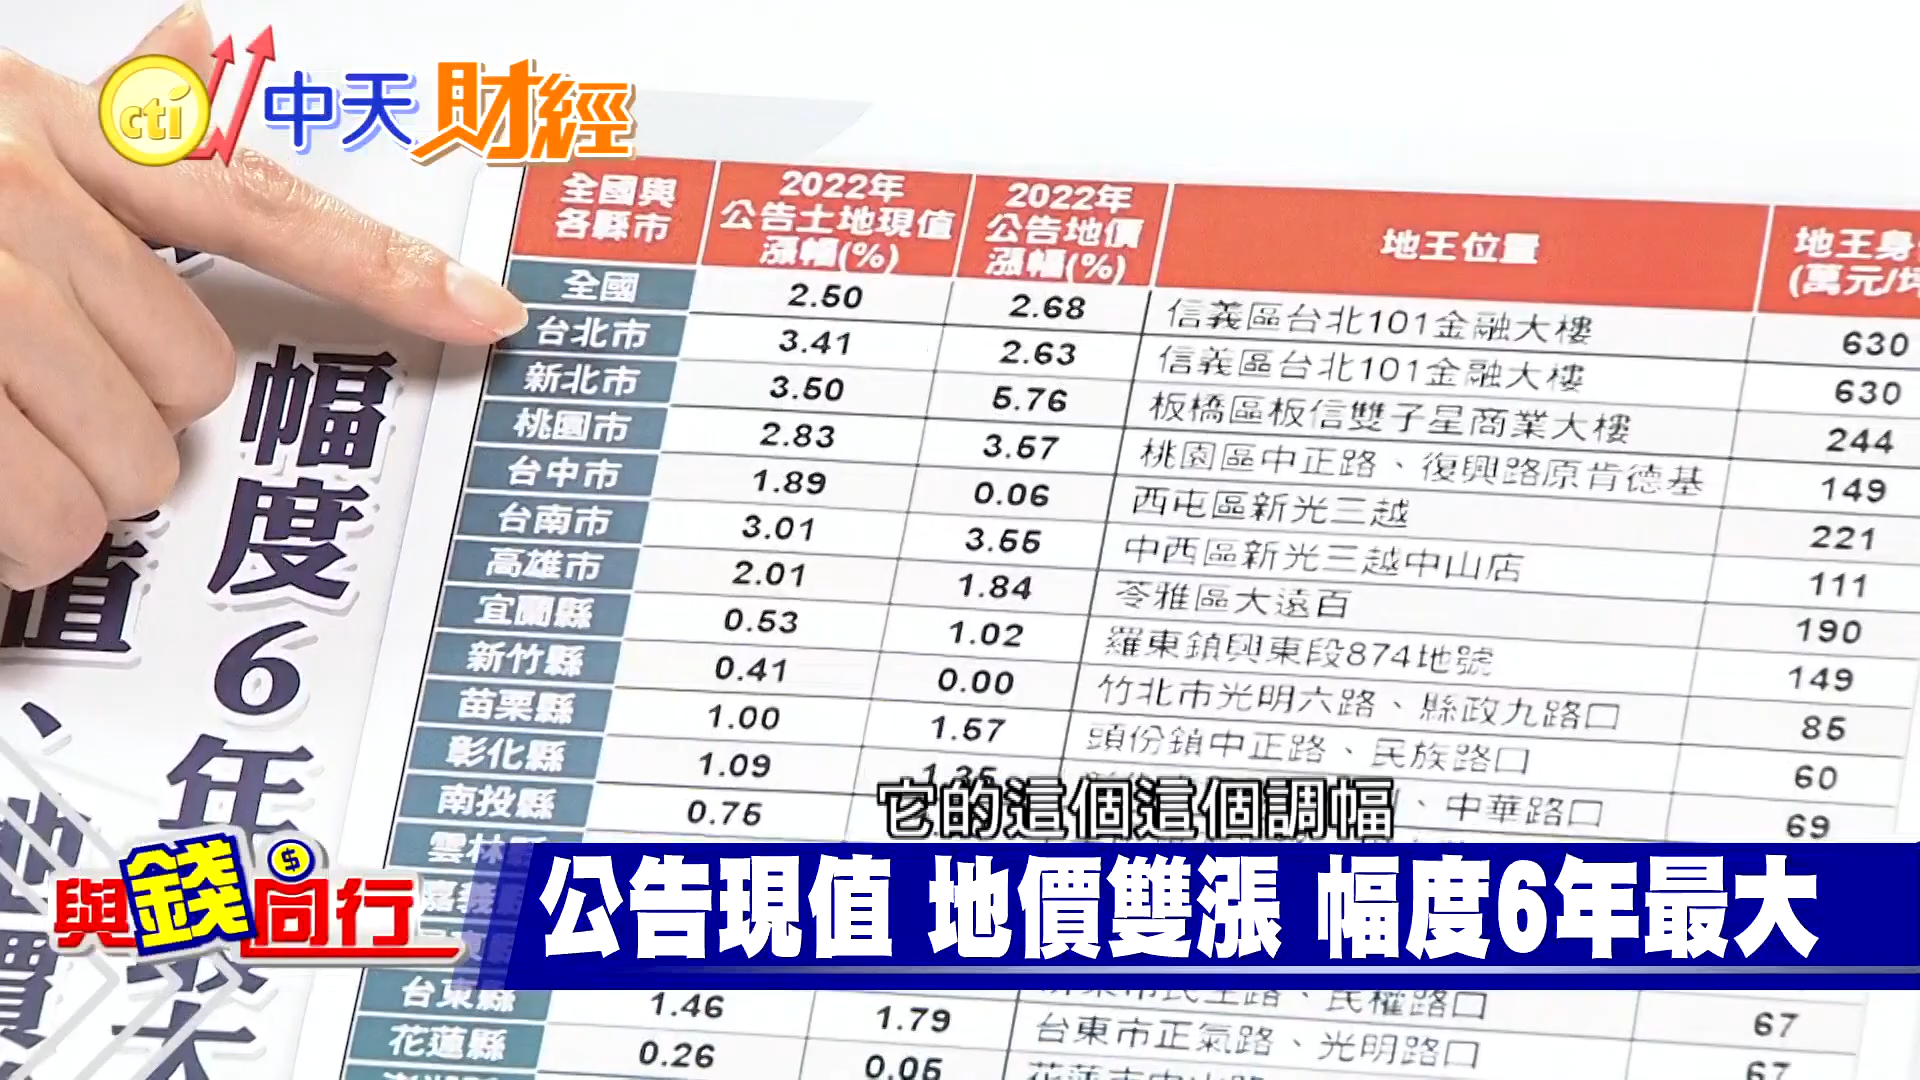 cti 中天財經
全國與各縣市 2022年公告土地現值漲幅(%) 2022年公告地價漲幅(%) 地王位置 地王身
(萬元/坪
全國 2.50 2.68 信義區台北101金融大樓 630
台北市 3.41 2.63 信義區台北101金融大樓 630
新北市 3.50 5.76 板橋區板信雙子星商業大樓 244
桃園市 2.83 3.67 桃園區中正路、復興路原肯德基 149
台中市 1.89 0.06 西屯區新光三越 221
台南市 3.01 3.55 中西區新光三越中山店 111
高雄市 2.01 1.84 苓雅區大遠百 190
宜蘭縣 0.53 1.02 羅東鎮興東段874地號 149
新竹縣 0.41 0.00 竹北市光明六路、縣政九路口 85
苗栗縣 1.00 1.57 頭份鎮中正路、民族路口 60
彰化縣 1.09 、中華路口 69
南投縣 0.75
雲林
台東縣 1.46 1.79 台東市正氣路、光明路口 67
花蓮縣 0.26 0.05 67
民權路口
幅度6年
值、
地價
它的這個這個調幅
與錢同行
公告現值 地價雙漲 幅度6年最大